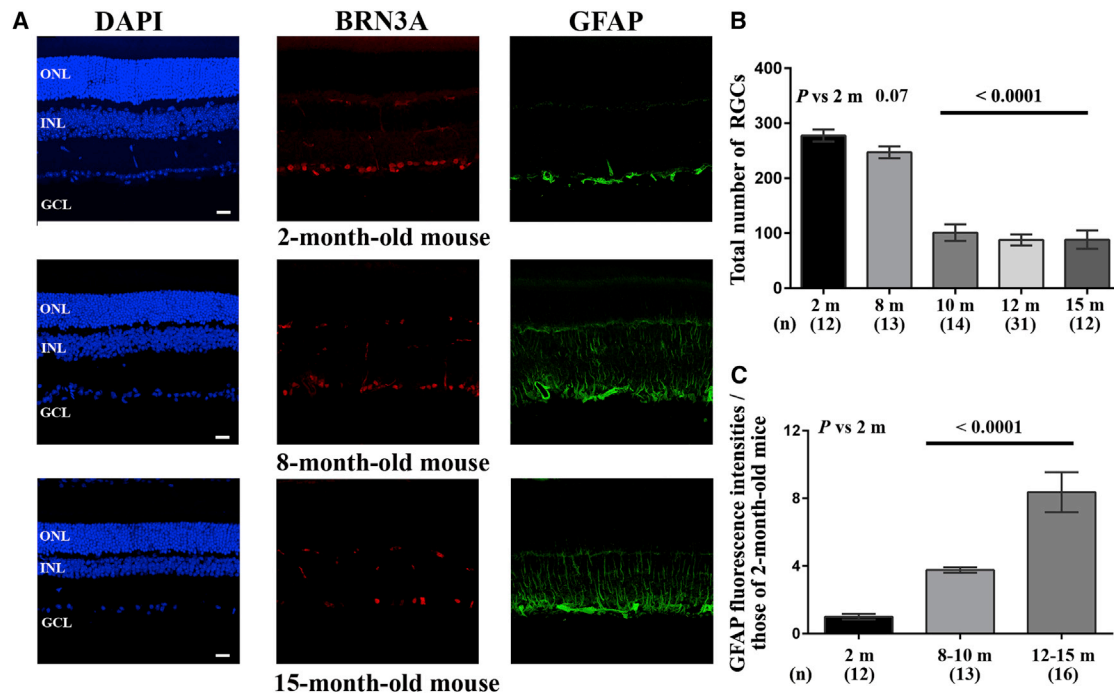 A
DAPI
BRN3A
GFAP
ONL
INL
GCL
2-month-old mouse
ONL
INL
GCL
8-month-old mouse
ONL
INL
GCL
15-month-old mouse
B
Total number of RGCs
400
300
200
100
0
P vs 2 m 0.07 < 0.0001
2 m 8 m 10 m 12 m 15 m
(n) (12) (13) (14) (31) (12)
C
GFAP fluorescence intensities /
those of 2-month-old mice
12
8
4
0
P vs 2 m < 0.0001
2 m 8-10 m 12-15 m
(n) (12) (13) (16)